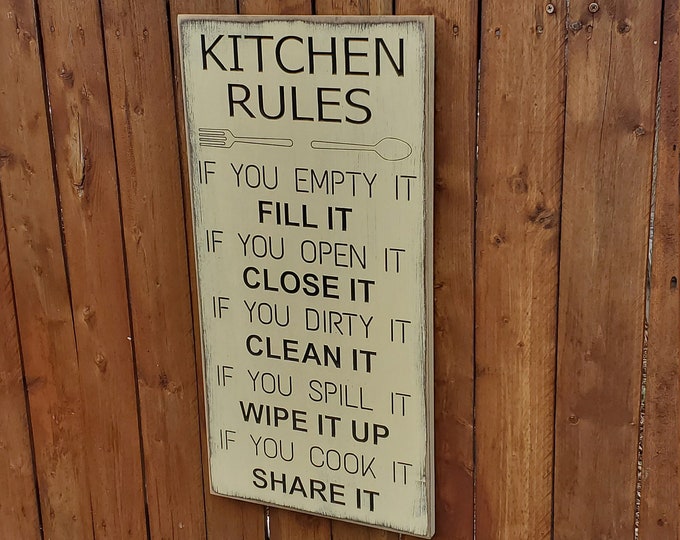 KITCHEN
RULES
IF YOU EMPTY IT
FILL IT
IF YOU OPEN IT
CLOSE IT
IF YOU DIRTY IT
CLEAN IT
IF YOU SPILL IT
WIPE IT UP
IF YOU COOK IT
SHARE IT